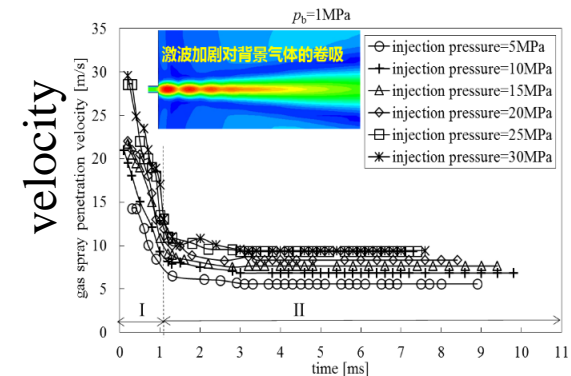 p_b=1MPa
激波加剧对背景气体的卷吸
injection pressure=5MPa
injection pressure=10MPa
injection pressure=15MPa
injection pressure=20MPa
injection pressure=25MPa
injection pressure=30MPa
velocity
gas spray penetration velocity [m/s]
35
30
25
20
15
10
5
0
I
II
0 1 2 3 4 5 6 7 8 9 10 11
time [ms]